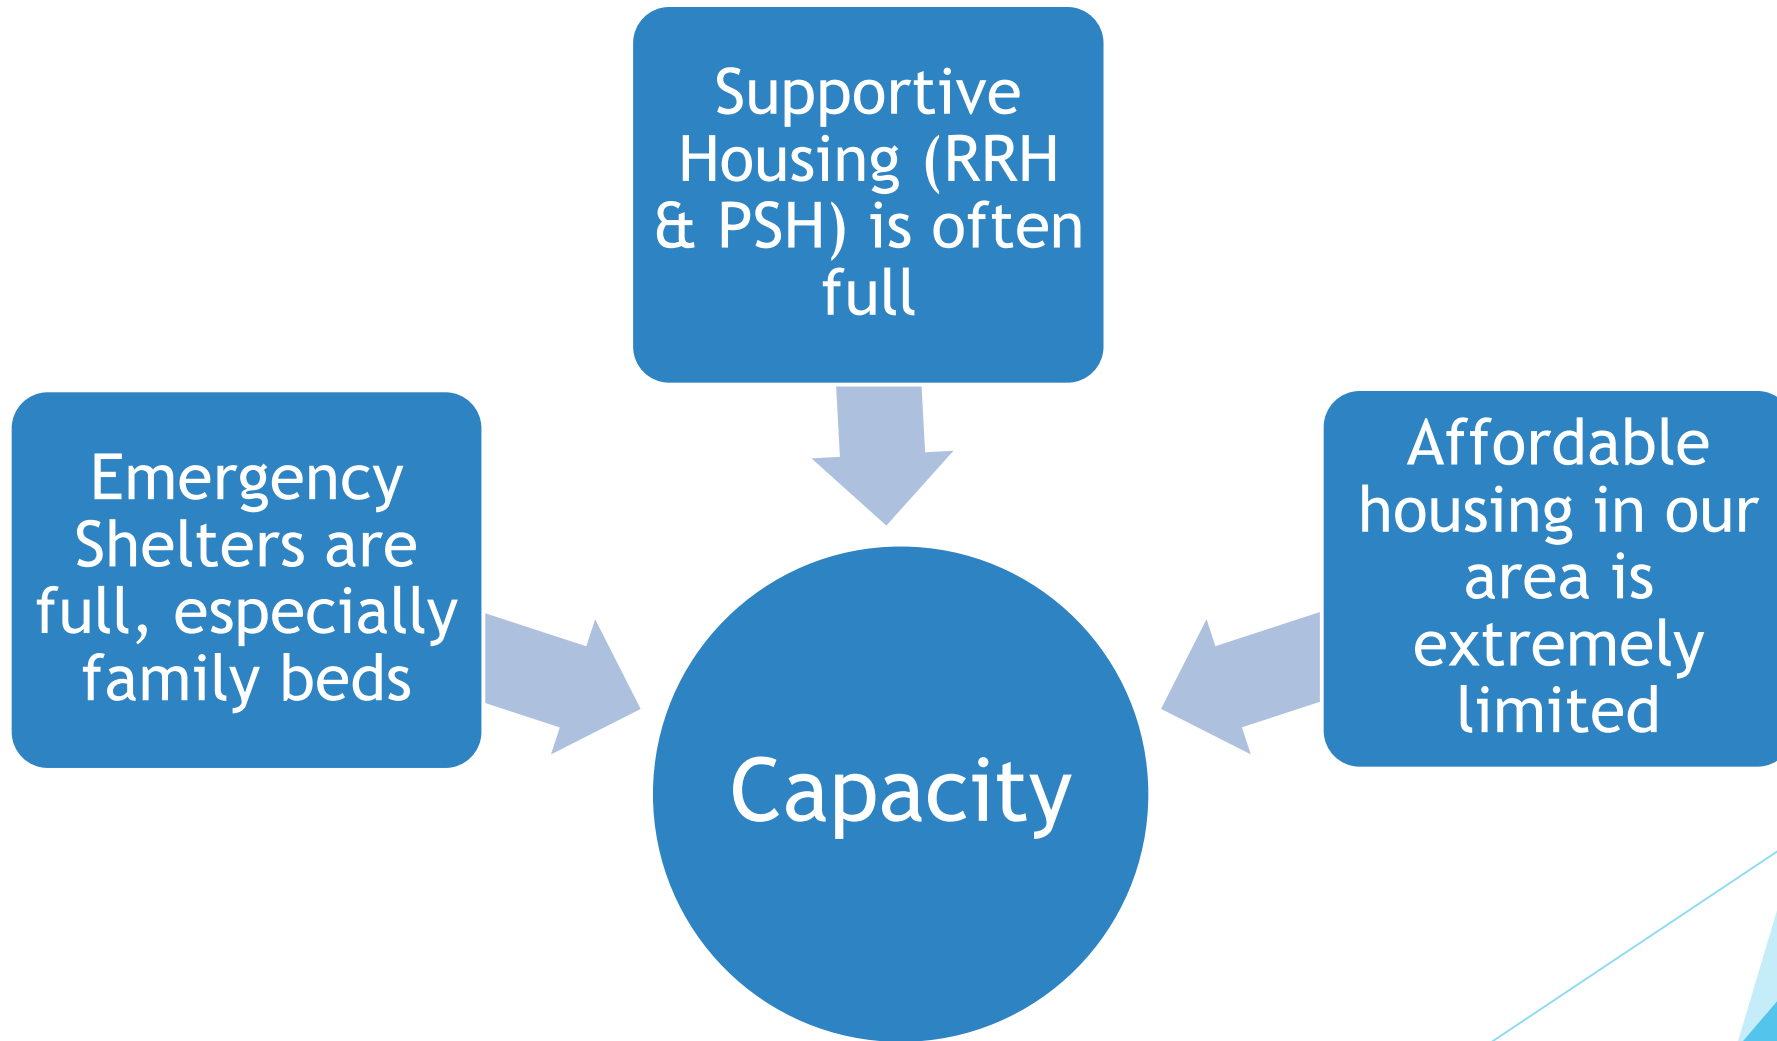 Supportive
Housing (RRH
& PSH) is often
full
Emergency
Shelters are
full, especially
family beds
Affordable
housing in our
area is
extremely
limited
Capacity